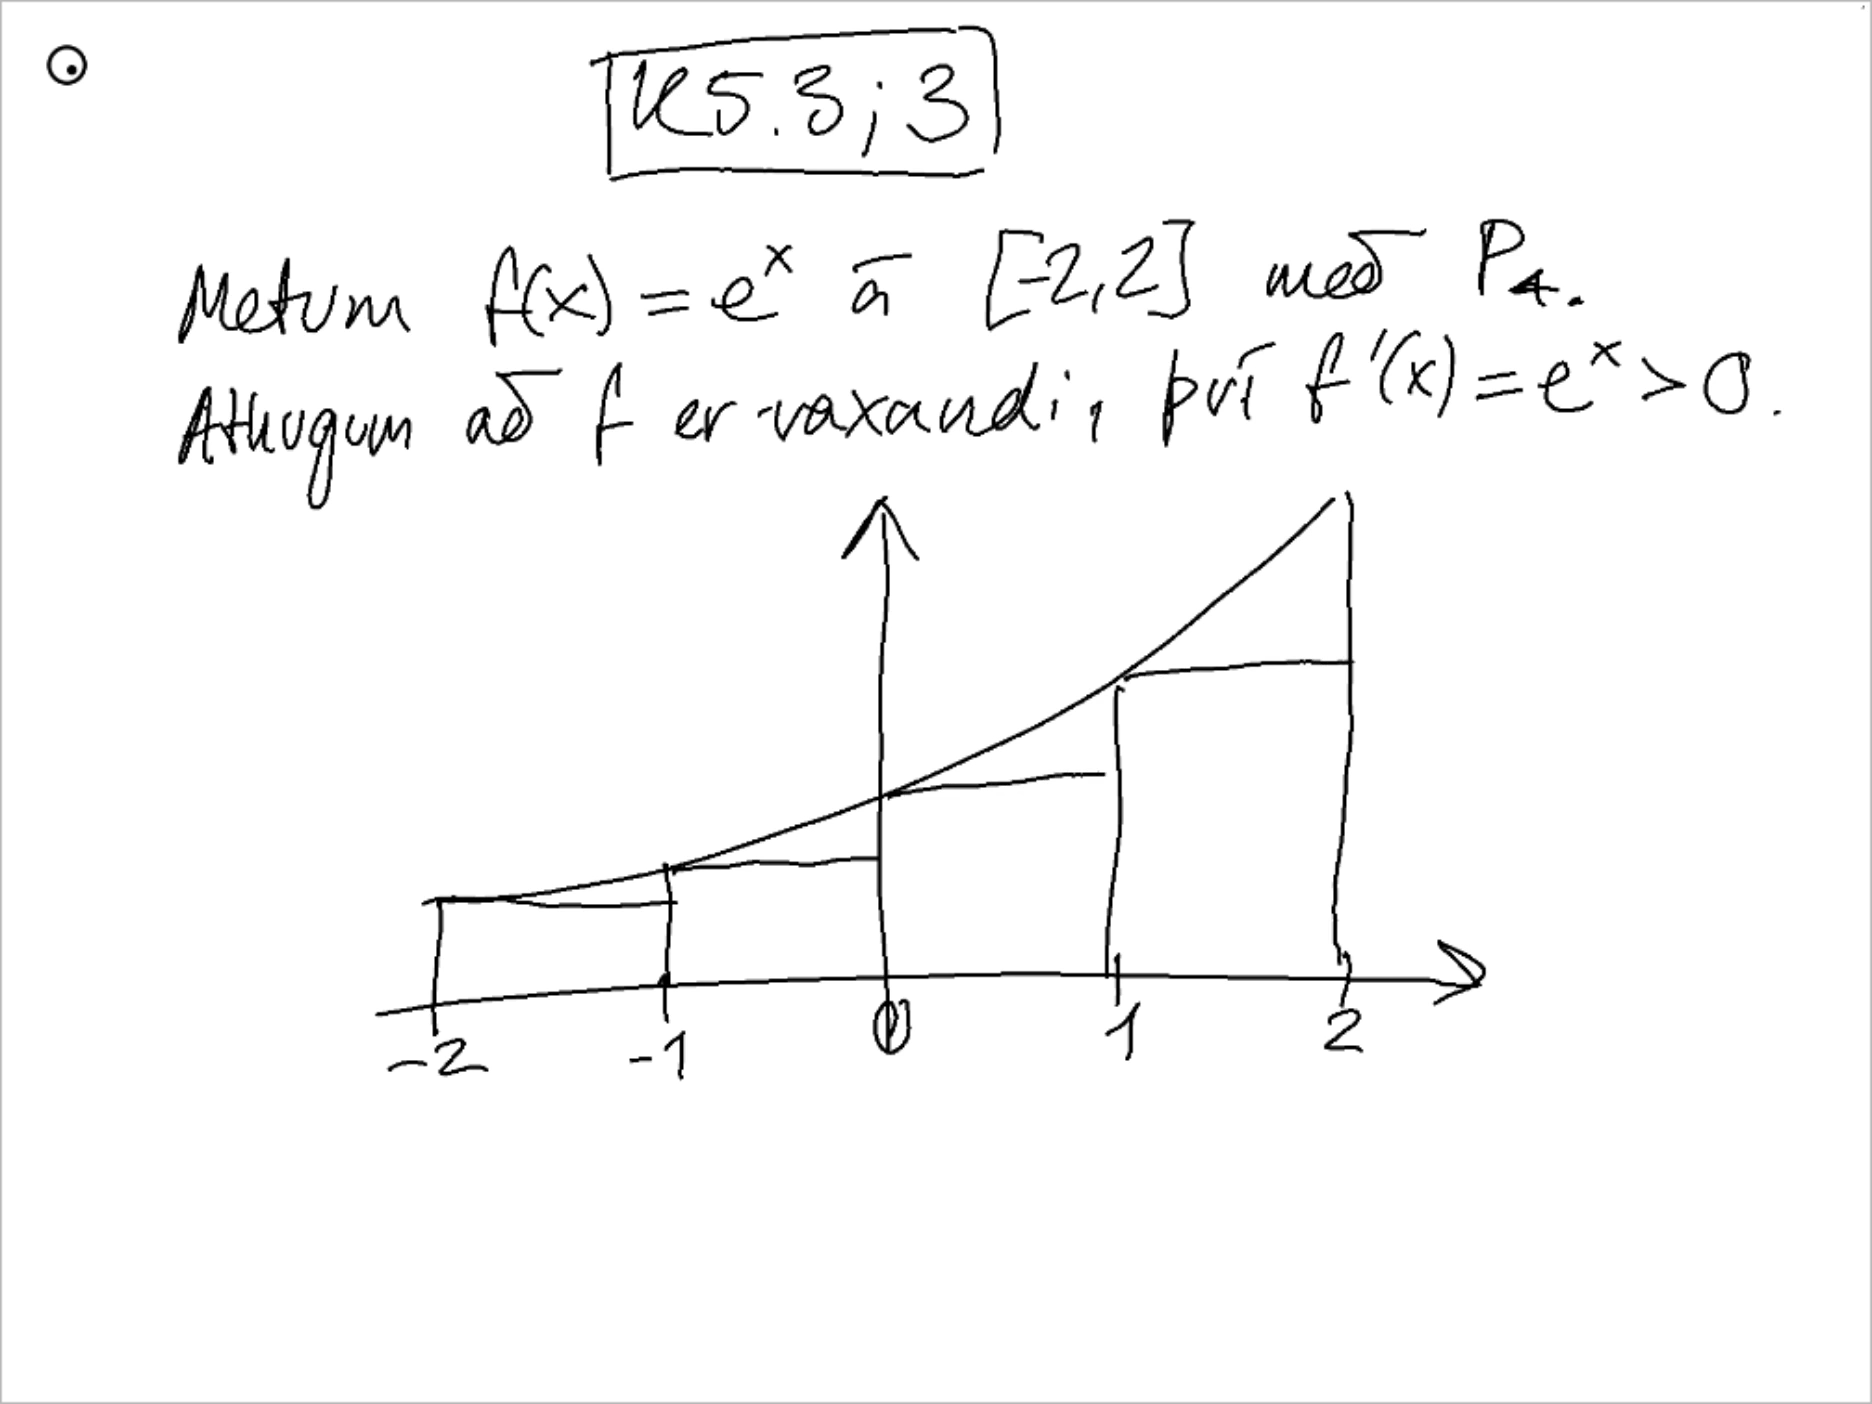 K5.3; 3
Metum f(x) = e^x á [-2,2] með P₄.
Athugum að f er vaxandi, því f'(x) = e^x > 0.
-2 -1 0 1 2